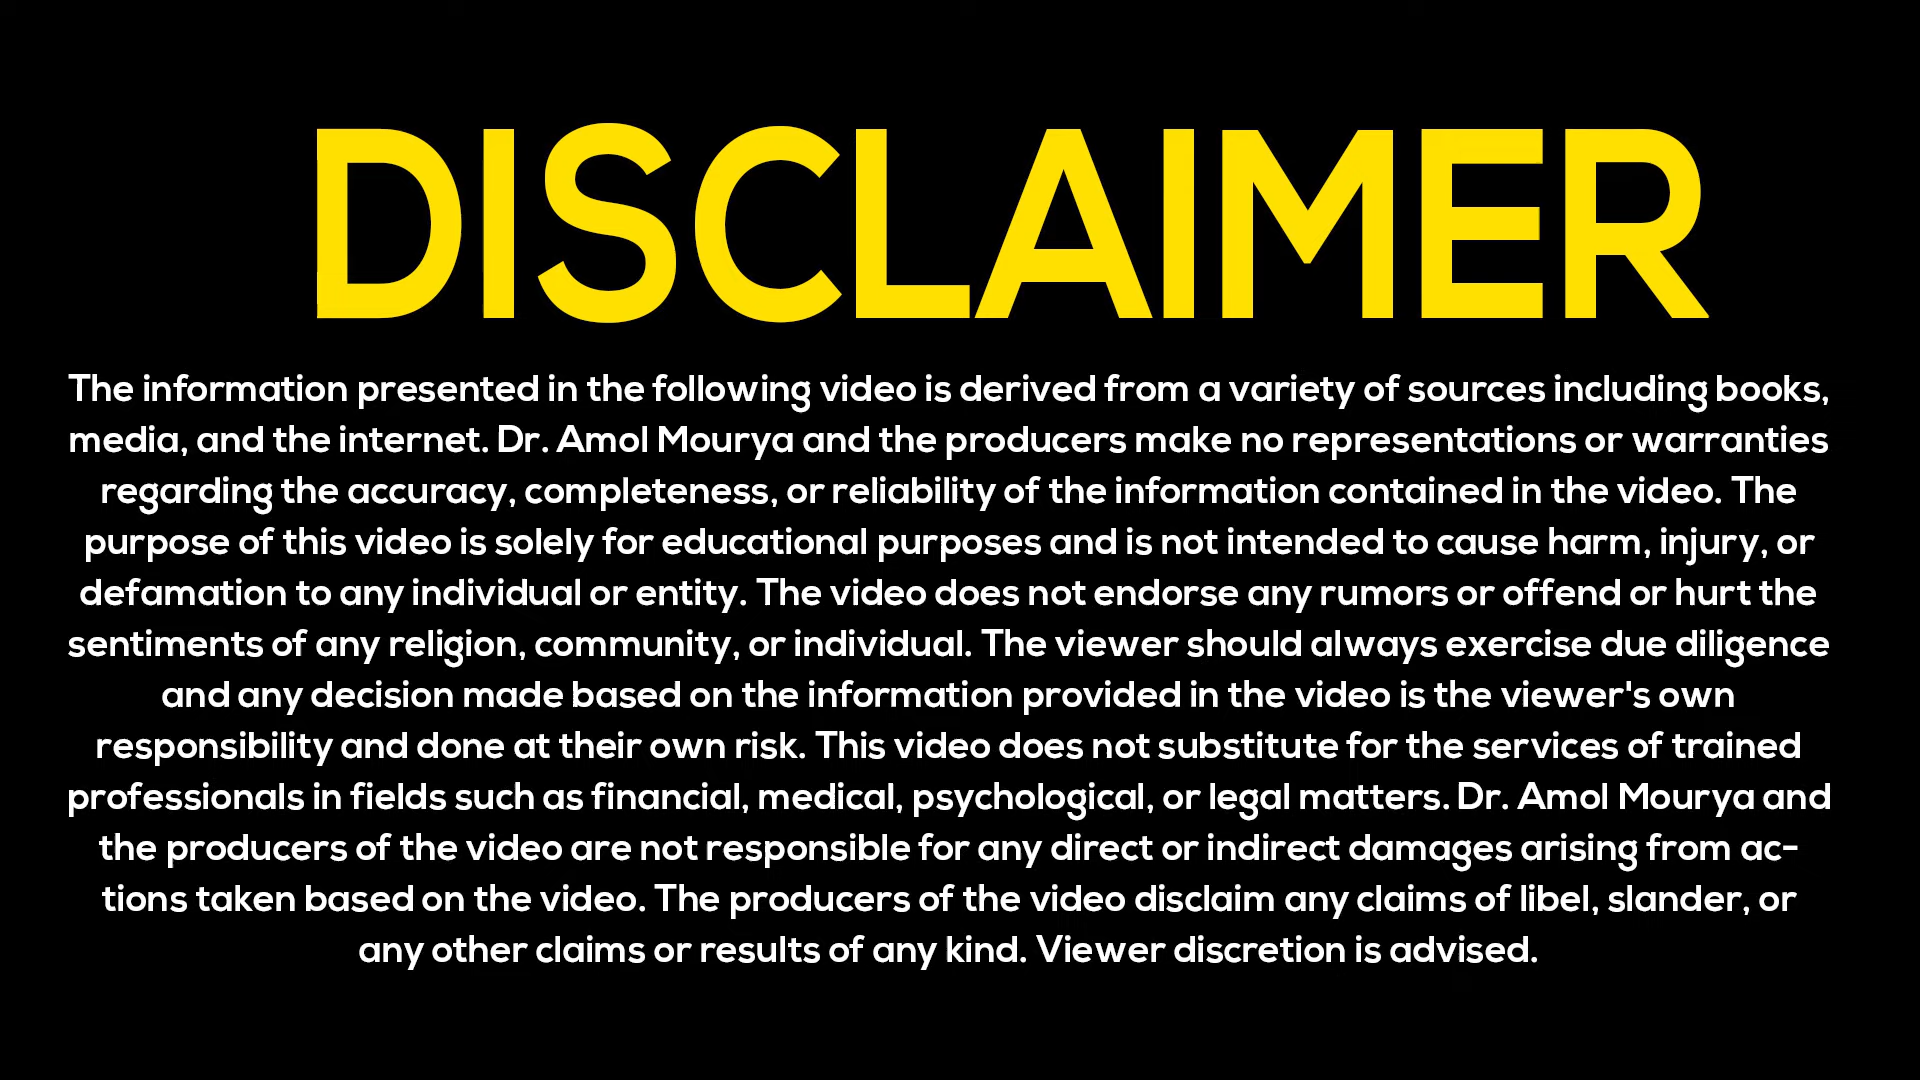 DISCLAIMER
The information presented in the following video is derived from a variety of sources including books,
media, and the internet. Dr. Amol Mourya and the producers make no representations or warranties
regarding the accuracy, completeness, or reliability of the information contained in the video. The
purpose of this video is solely for educational purposes and is not intended to cause harm, injury, or
defamation to any individual or entity. The video does not endorse any rumors or offend or hurt the
sentiments of any religion, community, or individual. The viewer should always exercise due diligence
and any decision made based on the information provided in the video is the viewer's own
responsibility and done at their own risk. This video does not substitute for the services of trained
professionals in fields such as financial, medical, psychological, or legal matters. Dr. Amol Mourya and
the producers of the video are not responsible for any direct or indirect damages arising from ac-
tions taken based on the video. The producers of the video disclaim any claims of libel, slander, or
any other claims or results of any kind. Viewer discretion is advised.